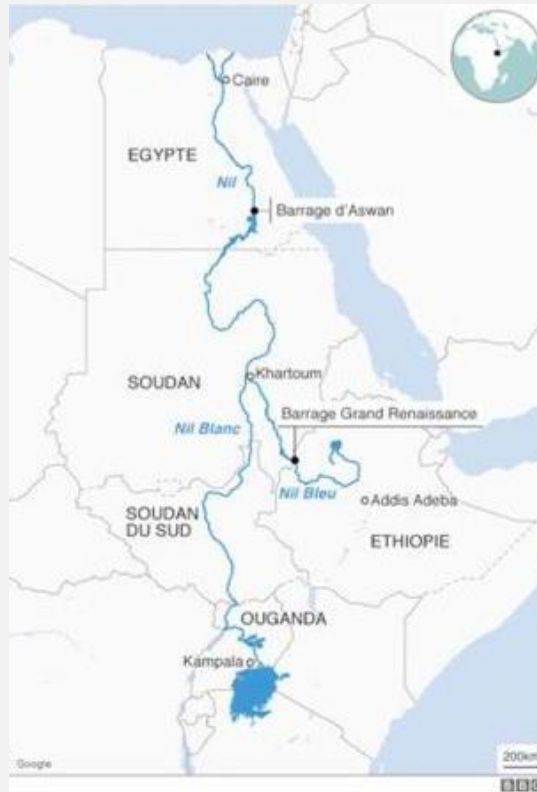 Caire
EGYPTE
Nil
Barrage d'Aswan
Khartoum
SOUDAN
Barrage Grand Renaissance
Nil Blanc
Nil Bleu
Addis Adeba
SOUDAN
DU SUD
ETHIOPIE
OUGANDA
Kampala
Google
200km
BBC